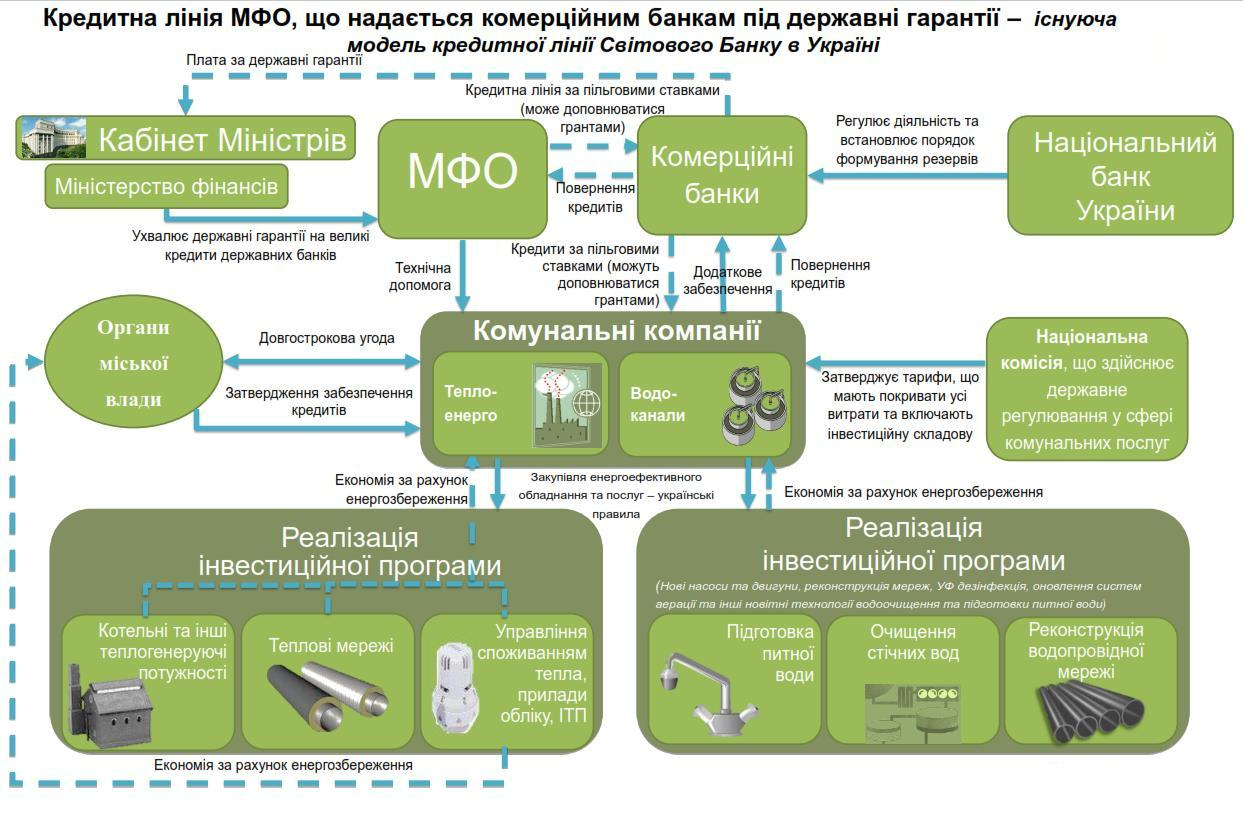 Кредитна лінія МФО, що надається комерційним банкам під державні гарантії – існуюча
модель кредитної лінії Світового Банку в Україні
Плата за державні гарантії
Кредитна лінія за пільговими ставками
(може доповнюватися
грантами)
Кабінет Міністрів
Міністерство фінансів
МФО
Комерційні
банки
Регулює діяльність та
встановлює порядок
формування резервів
Національний
банк
України
Повернення
кредитів
Ухвалює державні гарантії на великі
кредити державних банків
Технічна
допомога
Кредити за пільговими
ставками (можуть
доповнюватися
грантами)
Додаткове
забезпечення
Повернення
кредитів
Органи
міської
влади
Довгострокова угода
Затвердження забезпечення
кредитів
Комунальні компанії
Тепло-
енерго
Водо-
канали
Затверджує тарифи, що
мають покривати усі
витрати та включають
інвестиційну складову
Національна
комісія, що здійснює
державне
регулювання у сфері
комунальних послуг
Економія за рахунок
енергозбереження
Закупівля енергоефективного
обладнання та послуг – українські
правила
Економія за рахунок енергозбереження
Реалізація
інвестиційної програми
Котельні та інші
теплогенеруючі
потужності
Теплові мережі
Управління
споживанням
тепла,
прилади
обліку, ІТП
Реалізація
інвестиційної програми
(Нові насоси та двигуни, реконструкція мереж, УФ дезінфекція, оновлення систем
аерації та інші новітні технології водоочищення та підготовки питної води)
Підготовка
питної
води
Очищення
стічних вод
Реконструкція
водопровідної
мережі
Економія за рахунок енергозбереження